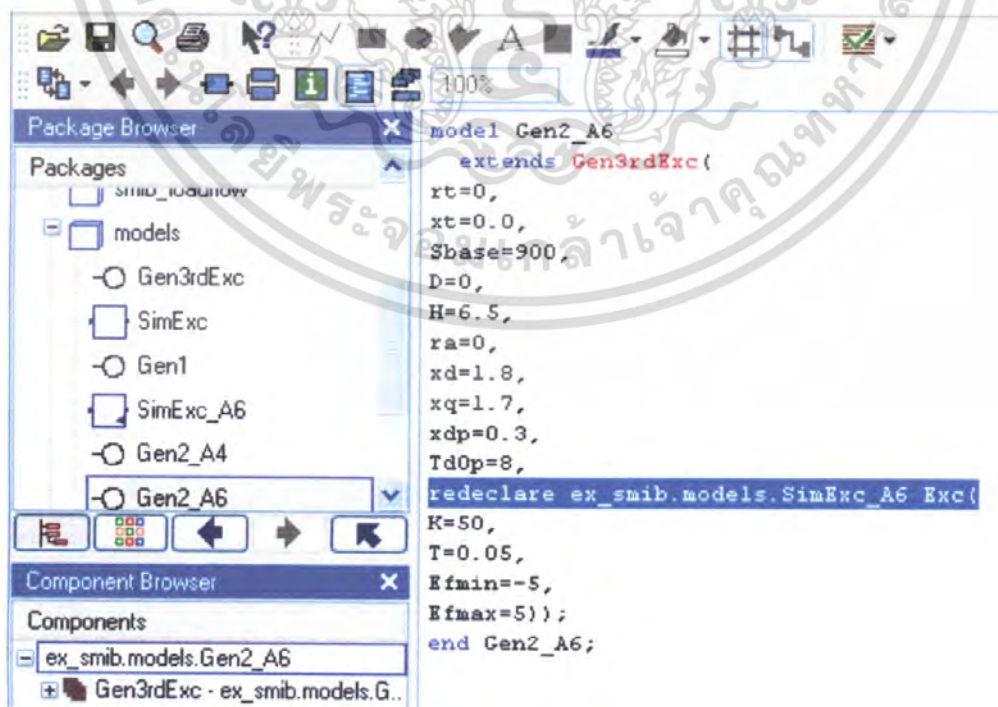 100%
Package Browser
Packages
smib_loadflow
models
Gen3rdExc
SimExc
Gen1
SimExc_A6
Gen2_A4
Gen2_A6
Component Browser
Components
ex_smib.models.Gen2_A6
Gen3rdExc - ex_smib.models.G..
model Gen2_A6
extends Gen3rdExc(
rt=0,
xt=0.0,
Sbase=900,
D=0,
H=6.5,
ra=0,
xd=1.8,
xq=1.7,
xdp=0.3,
Td0p=8,
redeclare ex_smib.models.SimExc_A6 Exc(
K=50,
T=0.05,
Efmin=-5,
Efmax=5));
end Gen2_A6;